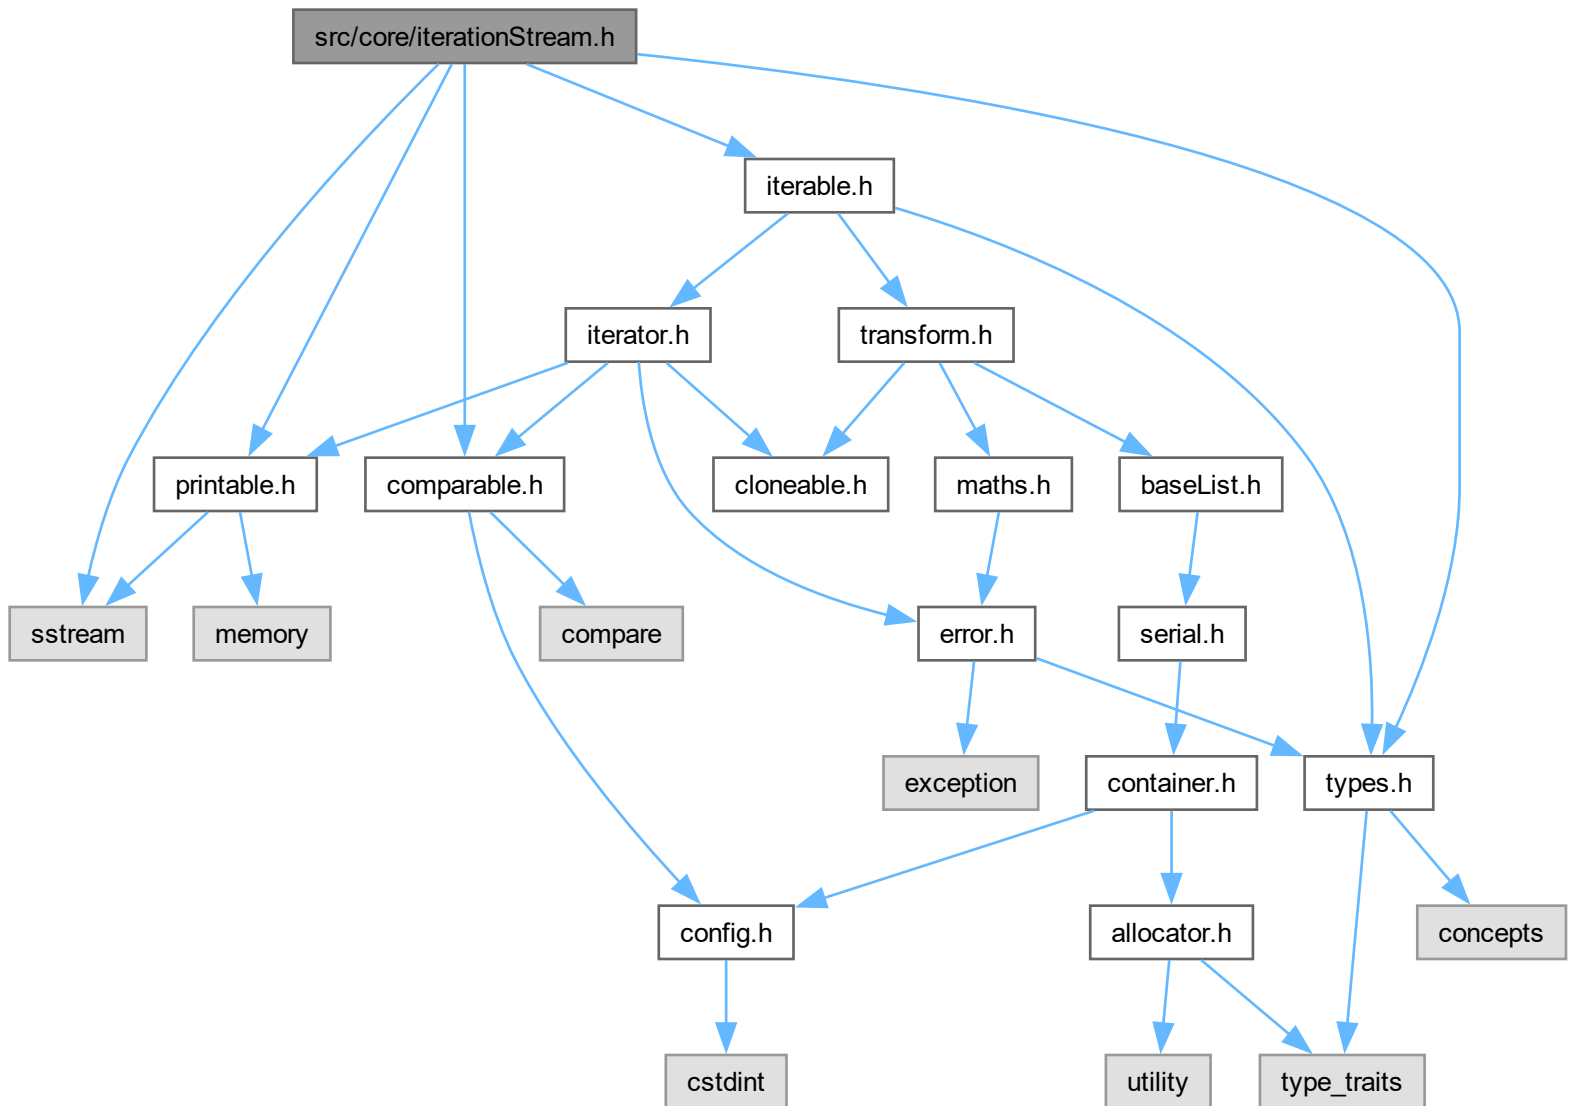 src/core/iterationStream.h
iterable.h
iterator.h
transform.h
printable.h
comparable.h
cloneable.h
maths.h
baseList.h
sstream
memory
compare
error.h
serial.h
exception
container.h
types.h
config.h
allocator.h
concepts
cstdint
utility
type_traits